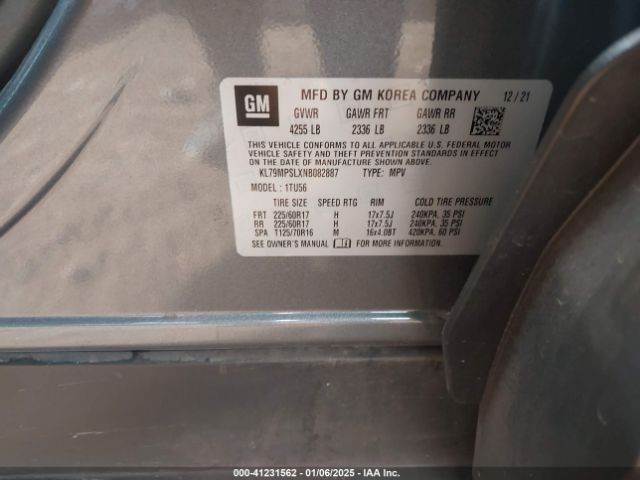 GM
MFD BY GM KOREA COMPANY 12/21
GVWR GAWR FRT GAWR RR
4255 LB 2336 LB 2336 LB
THIS VEHICLE CONFORMS TO ALL APPLICABLE U.S. FEDERAL MOTOR
VEHICLE SAFETY AND THEFT PREVENTION STANDARDS IN EFFECT
ON THE DATE OF MANUFACTURE SHOWN ABOVE.
KL79MPSLXNB082887 TYPE: MPV
MODEL: 1TU56
TIRE SIZE SPEED RTG RIM COLD TIRE PRESSURE
FRT 225/60R17 H 17x7.5J 240KPA, 35 PSI
RR 225/60R17 H 17x7.5J 240KPA, 35 PSI
SPA T125/70R16 M 16x4.0BT 420KPA, 60 PSI
SEE OWNER'S MANUAL FOR MORE INFORMATION.
© 41231562 — 01/06/2025 — IAA Inc.